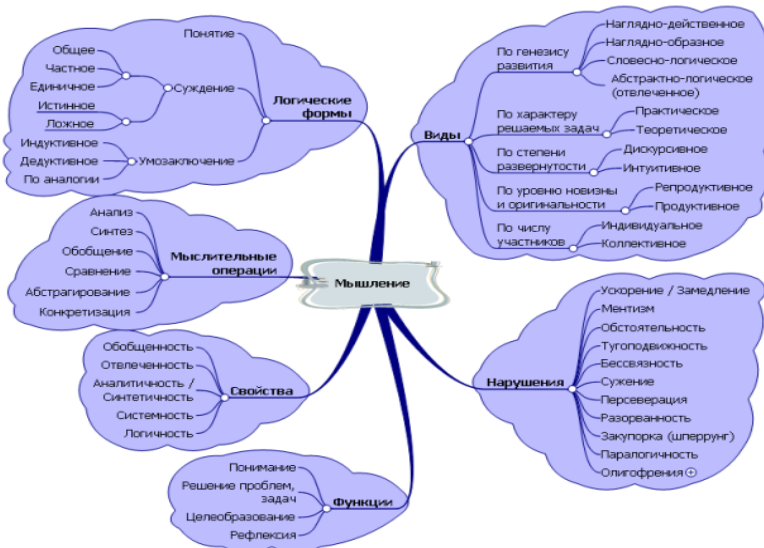 Мышление
Логические
формы
Понятие
Суждение
Общее
Частное
Единичное
Истинное
Ложное
Умозаключение
Индуктивное
Дедуктивное
По аналогии
Мыслительные
операции
Анализ
Синтез
Обобщение
Сравнение
Абстрагирование
Конкретизация
Свойства
Обобщенность
Отвлеченность
Аналитичность /
Синтетичность
Системность
Логичность
Функции
Понимание
Решение проблем,
задач
Целеобразование
Рефлексия
Виды
По генезису
развития
Наглядно-действенное
Наглядно-образное
Словесно-логическое
Абстрактно-логическое
(отвлеченное)
По характеру
решаемых задач
Практическое
Теоретическое
По степени
развернутости
Дискурсивное
Интуитивное
По уровню новизны
и оригинальности
Репродуктивное
Продуктивное
По числу
участников
Индивидуальное
Коллективное
Нарушения
Ускорение / Замедление
Ментизм
Обстоятельность
Тугоподвижность
Бессвязность
Сужение
Персеверация
Разорванность
Закупорка (шперрунг)
Паралогичность
Олигофрения